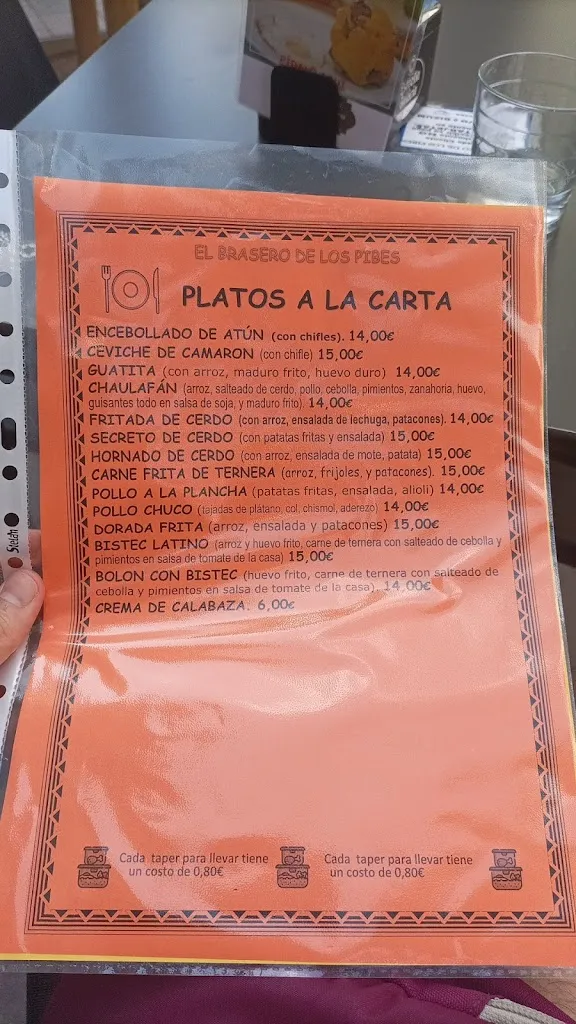 EL BRASERO DE LOS PIBES
PLATOS A LA CARTA
ENCEBOLLADO DE ATÚN (con chifles). 14,00€
CEVICHE DE CAMARON (con chifle) 15,00€
GUATITA (con arroz, maduro frito, huevo duro) 14,00€
CHAULAFÁN (arroz, salteado de cerdo, pollo, cebolla, pimientos, zanahoria, huevo,
guisantes todo en salsa de soja, y maduro frito). 14,00€
FRITADA DE CERDO (con arroz, ensalada de lechuga, patacones). 14,00€
SECRETO DE CERDO (con patatas fritas y ensalada) 15,00€
HORNADO DE CERDO (con arroz, ensalada de mote, patata) 15,00€
CARNE FRITA DE TERNERA (arroz, frijoles, y patacones). 15,00€
POLLO A LA PLANCHA (patatas fritas, ensalada, alioli) 14,00€
POLLO CHUCO (tajadas de plátano, col, chismol, aderezo) 14,00€
DORADA FRITA (arroz, ensalada y patacones) 15,00€
BISTEC LATINO (arroz y huevo frito, carne de ternera con salteado de cebolla y
pimientos en salsa de tomate de la casa) 15,00€
BOLON CON BISTEC (huevo frito, carne de ternera con salteado de
cebolla y pimientos en salsa de tomate de la casa). 14,00€
CREMA DE CALABAZA. 6,00€
Cada taper para llevar tiene
un costo de 0,80€
Cada taper para llevar tiene
un costo de 0,80€